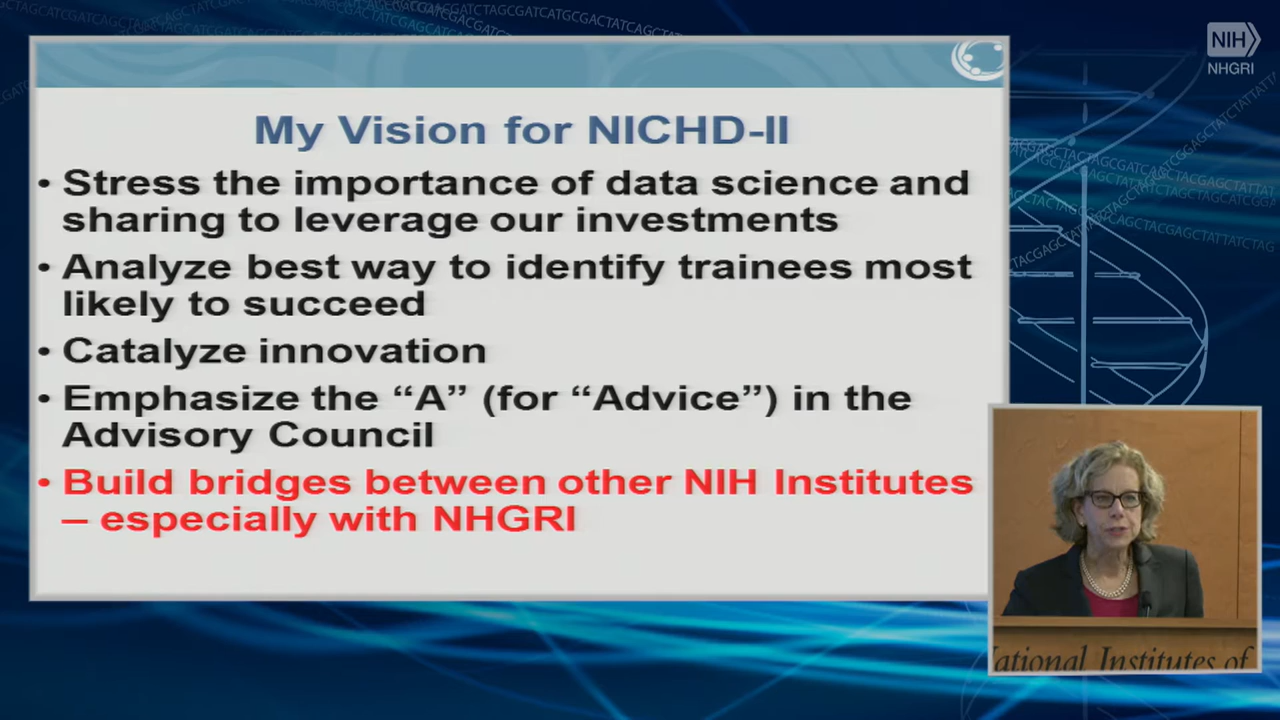 NIH
NHGRI
My Vision for NICHD-II
• Stress the importance of data science and
sharing to leverage our investments
• Analyze best way to identify trainees most
likely to succeed
• Catalyze innovation
• Emphasize the “A” (for “Advice”) in the
Advisory Council
• Build bridges between other NIH Institutes
– especially with NHGRI
National Institutes of